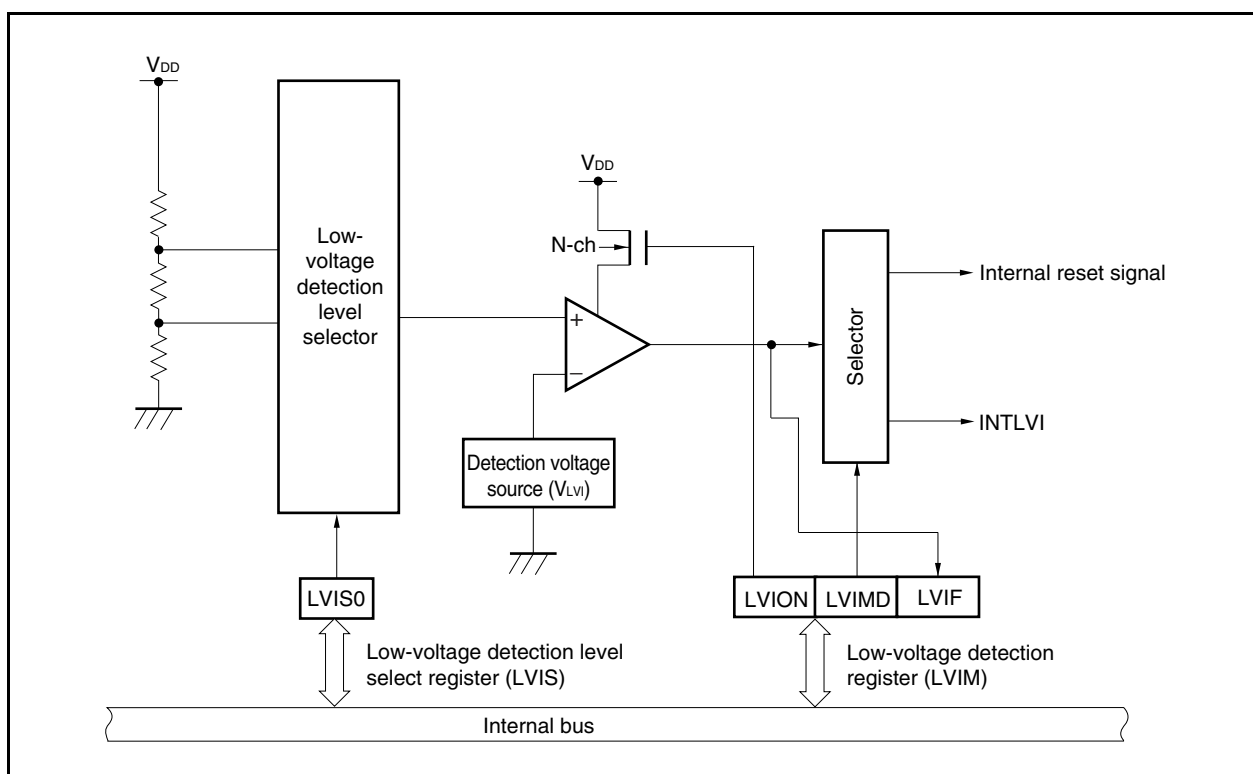 VDD
Low-
voltage
detection
level
selector
VDD
N-ch
+
−
Detection voltage
source (VLVI)
Selector
Internal reset signal
INTLVI
LVIS0
LVION
LVIMD
LVIF
Low-voltage detection level
select register (LVIS)
Low-voltage detection
register (LVIM)
Internal bus